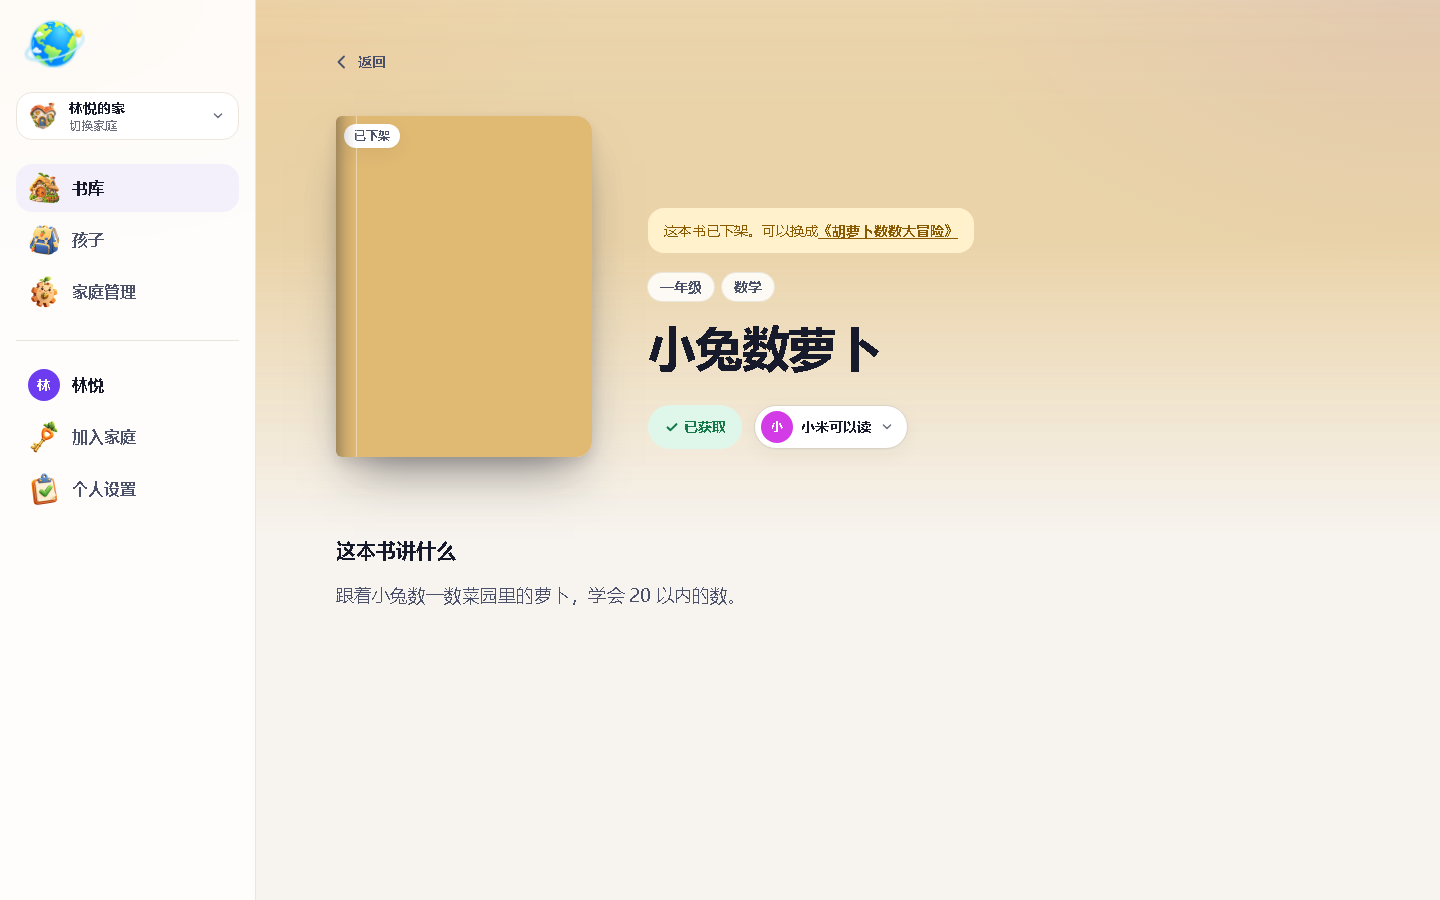 林悦的家
切换家庭
书库
孩子
家庭管理
林 林悦
加入家庭
个人设置
返回
已下架
这本书已下架。可以换成《胡萝卜数数大冒险》
一年级 数学
小兔数萝卜
已获取 小 小米可以读
这本书讲什么
跟着小兔数一数菜园里的萝卜，学会 20 以内的数。